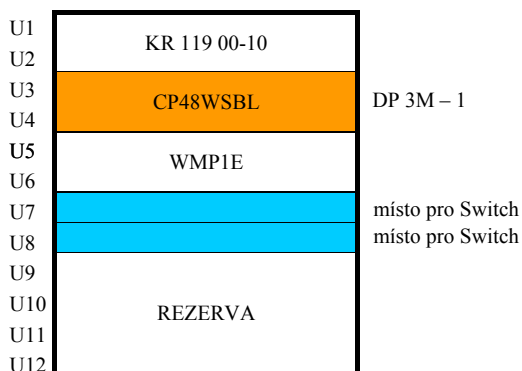 U1
KR 119 00-10
U2
U3
CP48WSBL DP 3M – 1
U4
U5
WMP1E
U6
U7 místo pro Switch
U8 místo pro Switch
U9
U10
REZERVA
U11
U12